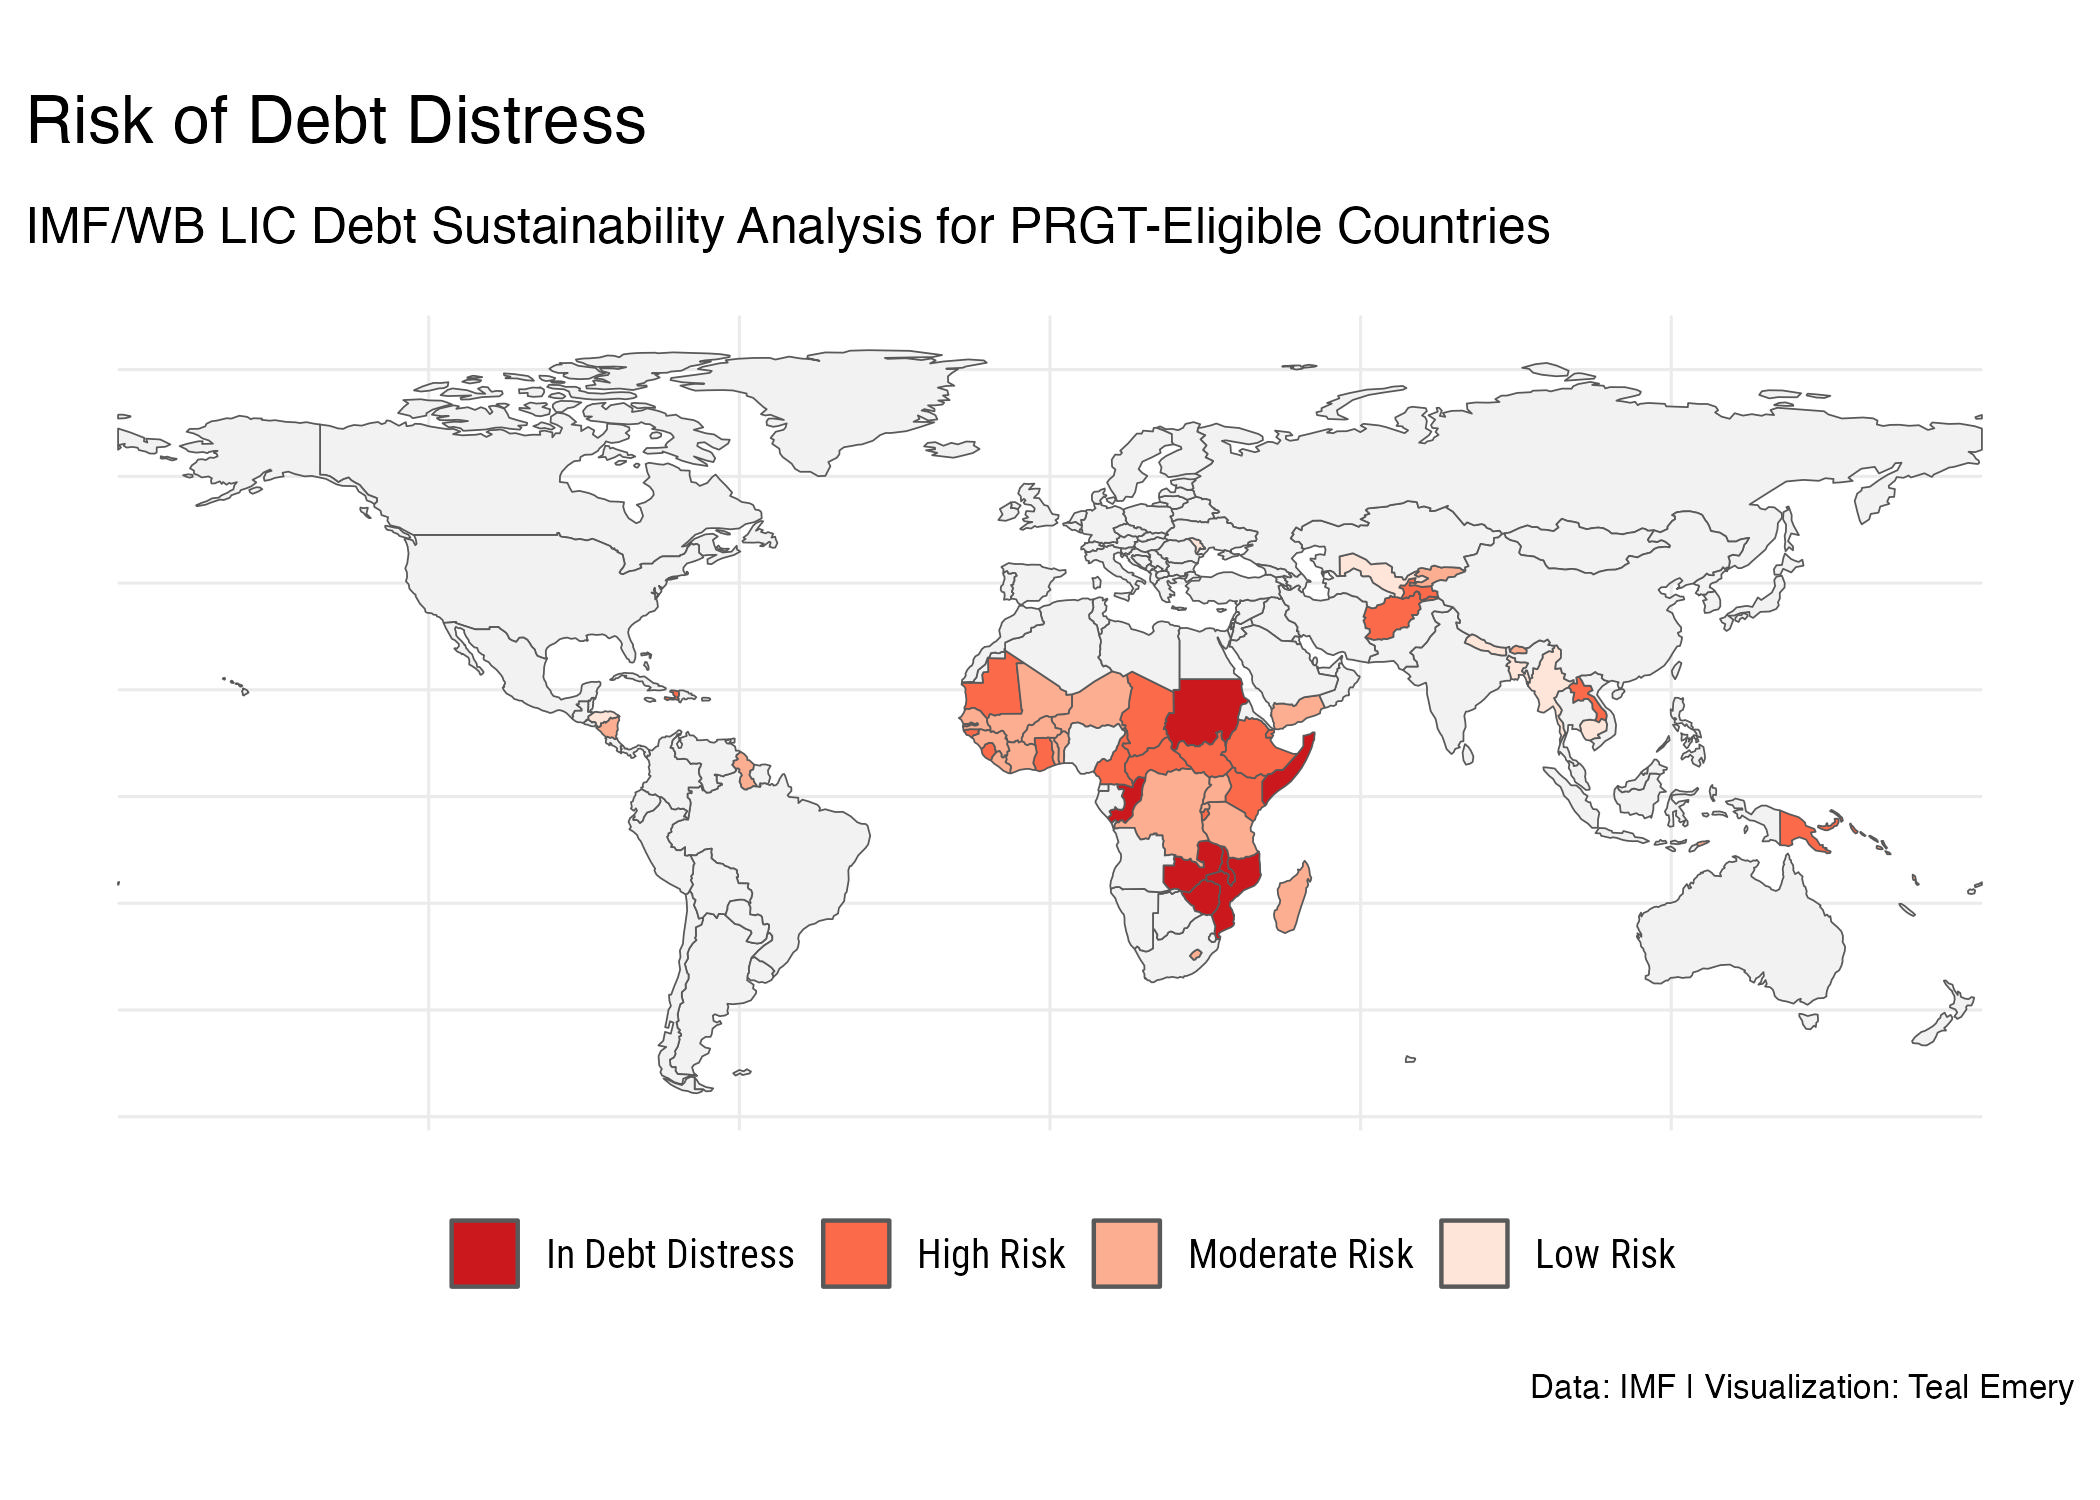 Risk of Debt Distress
IMF/WB LIC Debt Sustainability Analysis for PRGT-Eligible Countries
In Debt Distress
High Risk
Moderate Risk
Low Risk
Data: IMF | Visualization: Teal Emery